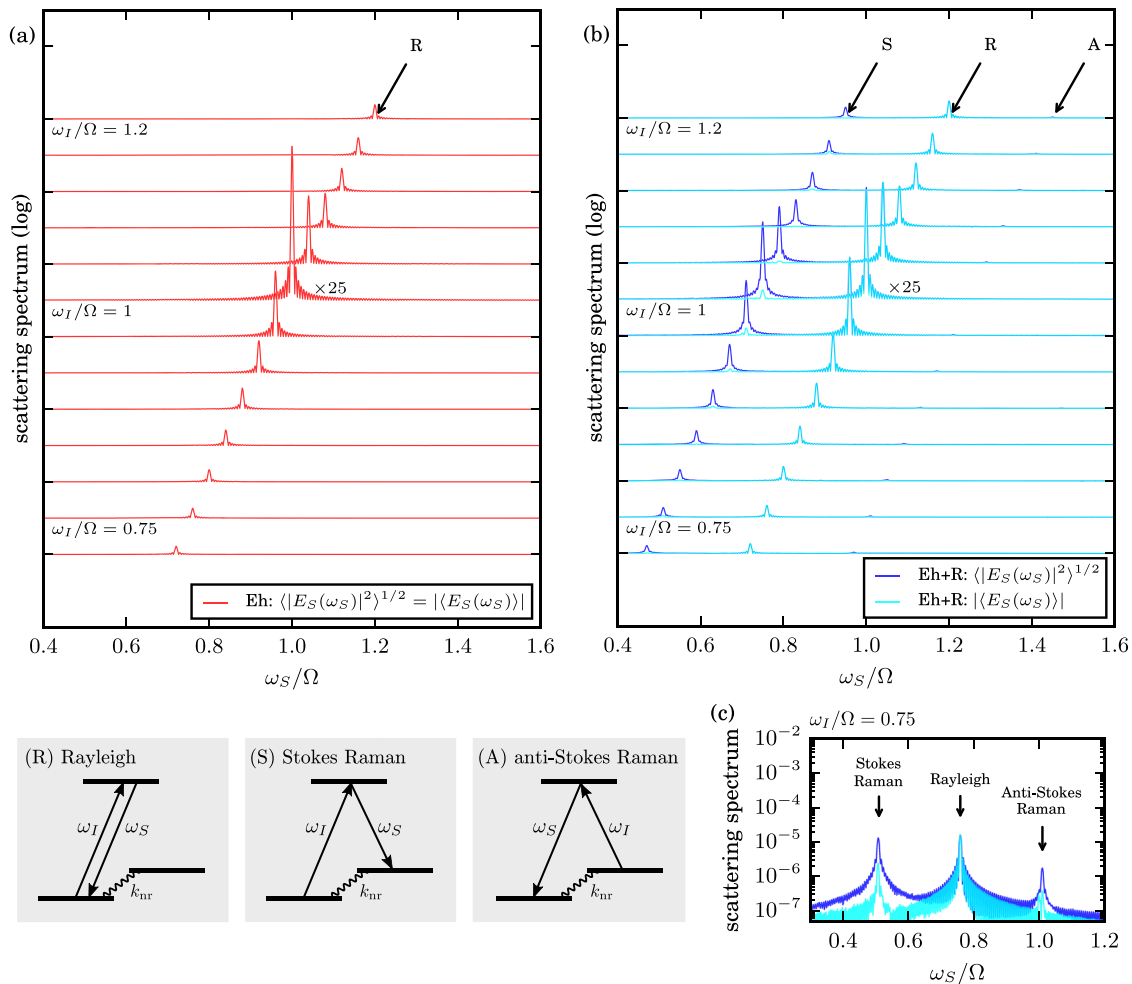 (a)
R
ω_I/Ω = 1.2
×25
ω_I/Ω = 1
ω_I/Ω = 0.75
Eh: ⟨|E_S(ω_S)|²⟩^{1/2} = |⟨E_S(ω_S)⟩|
scattering spectrum (log)
0.4 0.6 0.8 1.0 1.2 1.4 1.6
ω_S/Ω
(b)
S R A
ω_I/Ω = 1.2
×25
ω_I/Ω = 1
ω_I/Ω = 0.75
Eh+R: ⟨|E_S(ω_S)|²⟩^{1/2}
Eh+R: |⟨E_S(ω_S)⟩|
scattering spectrum (log)
0.4 0.6 0.8 1.0 1.2 1.4 1.6
ω_S/Ω
(R) Rayleigh
ω_I ω_S
k_nr
(S) Stokes Raman
ω_I ω_S
k_nr
(A) anti-Stokes Raman
ω_S ω_I
k_nr
(c)
ω_I/Ω = 0.75
scattering spectrum
10⁻²
10⁻³
10⁻⁴
10⁻⁵
10⁻⁶
10⁻⁷
Stokes
Raman
Rayleigh
Anti-Stokes
Raman
0.4 0.6 0.8 1.0 1.2
ω_S/Ω